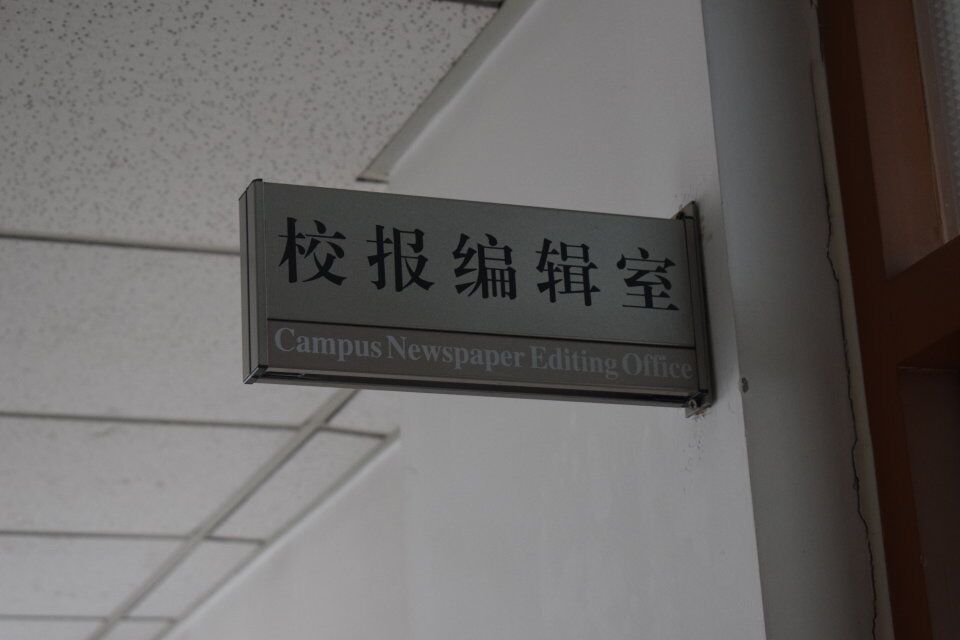 校报编辑室
Campus Newspaper Editing Office